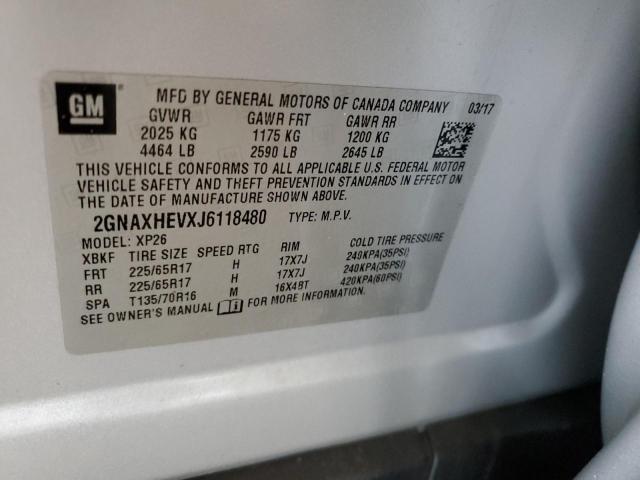 GM
MFD BY GENERAL MOTORS OF CANADA COMPANY 03/17
GVWR GAWR FRT GAWR RR
2025 KG 1175 KG 1200 KG
4464 LB 2590 LB 2645 LB
THIS VEHICLE CONFORMS TO ALL APPLICABLE U.S. FEDERAL MOTOR
VEHICLE SAFETY AND THEFT PREVENTION STANDARDS IN EFFECT ON
THE DATE OF MANUFACTURE SHOWN ABOVE.
2GNAXHEVXJ6118480 TYPE: M.P.V.
MODEL: XP26
XBKF TIRE SIZE SPEED RTG RIM COLD TIRE PRESSURE
FRT 225/65R17 H 17X7J 240KPA(35PSI)
RR 225/65R17 H 17X7J 240KPA(35PSI)
SPA T135/70R16 M 16X4BT 420KPA(60PSI)
SEE OWNER'S MANUAL FOR MORE INFORMATION.